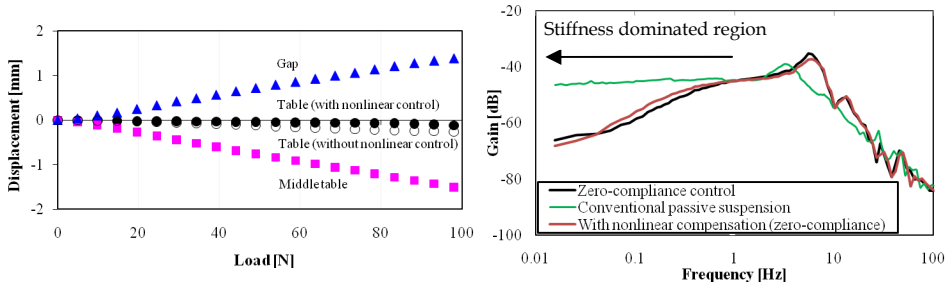 Displacement [mm]
2
1
0
-1
-2
Gap
Table (with nonlinear control)
Table (without nonlinear control)
Middle table
0
20
40
60
80
100
Load [N]
Gain [dB]
-20
-40
-60
-80
-100
Stiffness dominated region
Zero-compliance control
Conventional passive suspension
With nonlinear compensation (zero-compliance)
0.01
0.1
1
10
100
Frequency [Hz]